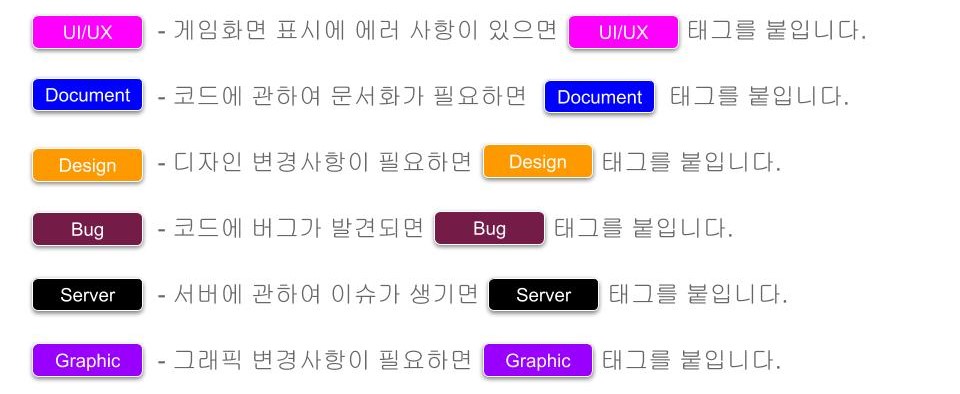 UI/UX - 게임화면 표시에 에러 사항이 있으면 UI/UX 태그를 붙입니다.
Document - 코드에 관하여 문서화가 필요하면 Document 태그를 붙입니다.
Design - 디자인 변경사항이 필요하면 Design 태그를 붙입니다.
Bug - 코드에 버그가 발견되면 Bug 태그를 붙입니다.
Server - 서버에 관하여 이슈가 생기면 Server 태그를 붙입니다.
Graphic - 그래픽 변경사항이 필요하면 Graphic 태그를 붙입니다.